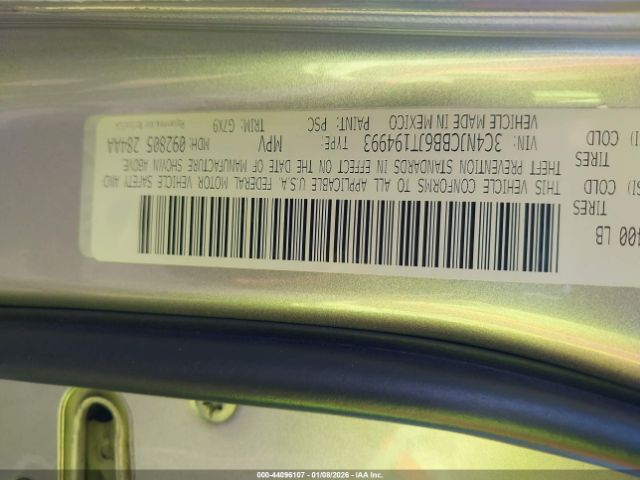 400 LB
TIRES
SI) COLD
TIRES
I) COLD
THIS VEHICLE CONFORMS TO ALL APPLICABLE U.S.A. FEDERAL MOTOR VEHICLE SAFETY AND
THEFT PREVENTION STANDARDS IN EFFECT ON THE DATE OF MANUFACTURE SHOWN ABOVE
VIN: 3C4NJCBB6JT194993 TYPE: MPV MDH: 092805 284AA
VEHICLE MADE IN MEXICO PAINT: PSC TRIM: G7X9
000-44096107 - 01/08/2026 - IAA Inc.